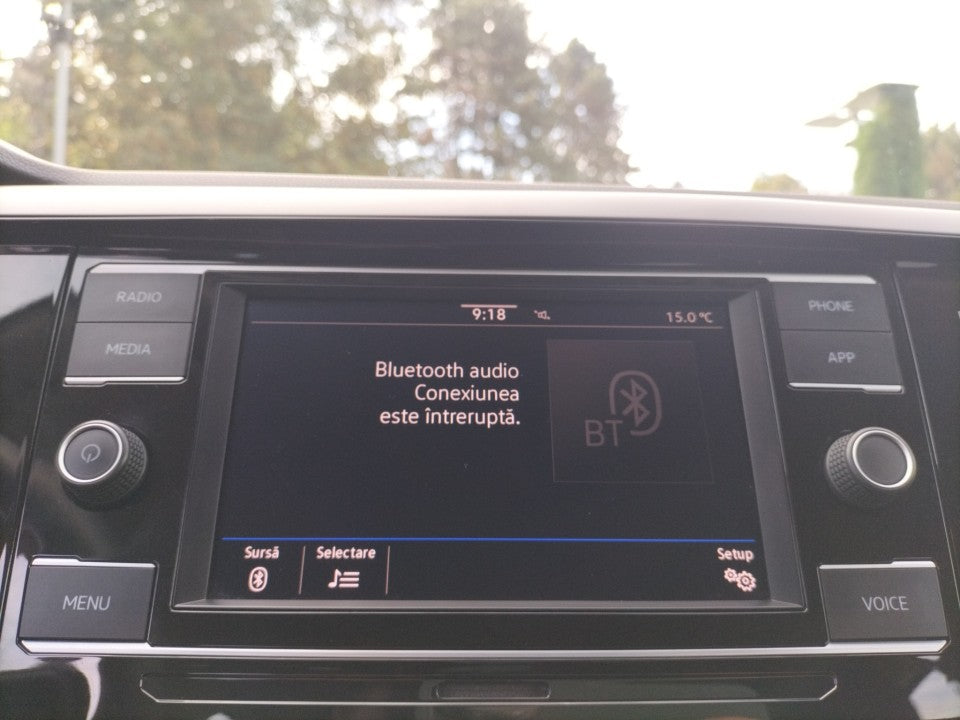 RADIO
MEDIA
9:18
15.0 °C
PHONE
APP
Bluetooth audio
Conexiunea
este întreruptă.
BT
Sursă
Selectare
Setup
MENU
VOICE